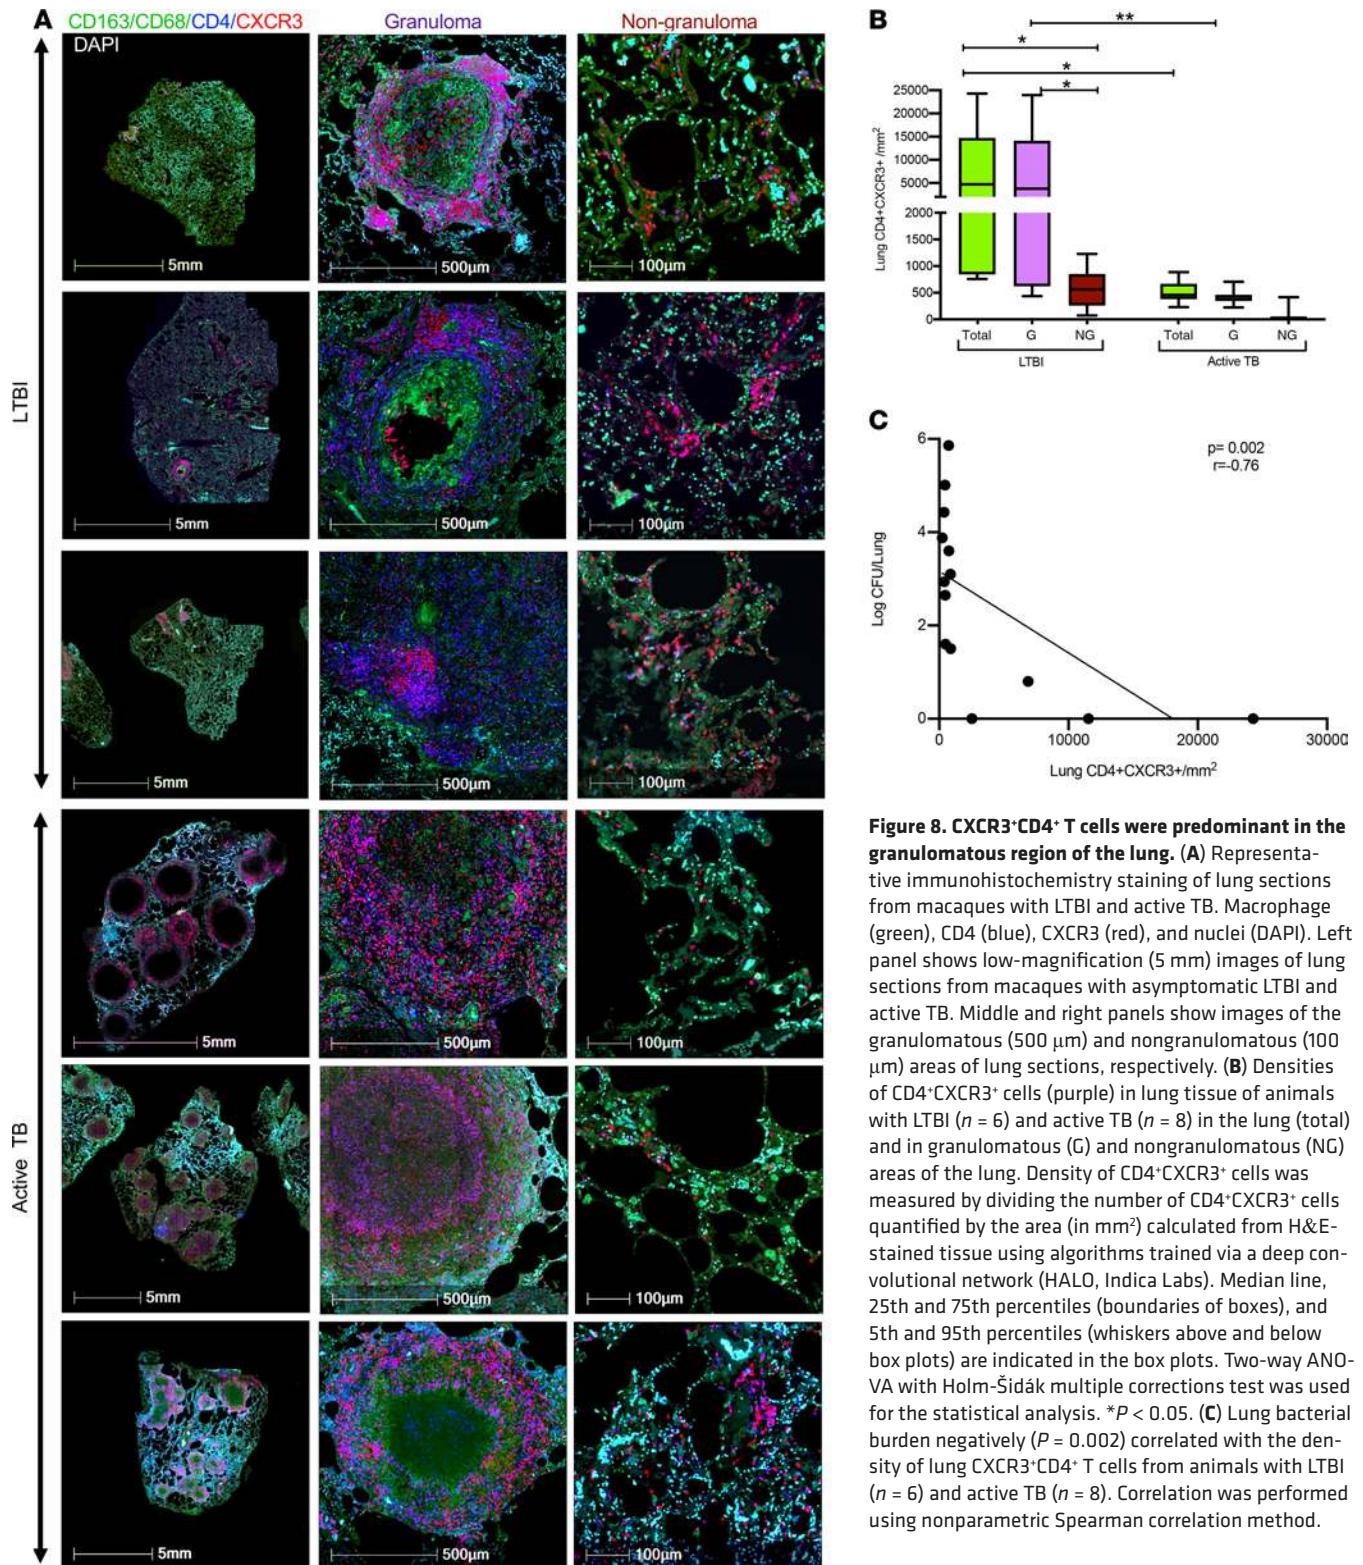 A
CD163/CD68/CD4/CXCR3
DAPI
Granuloma
Non-granuloma
LTBI
5mm
500µm
100µm
5mm
500µm
100µm
5mm
500µm
100µm
Active TB
5mm
500µm
100µm
5mm
500µm
100µm
5mm
500µm
100µm
B
**
*
*
*
Lung CD4+CXCR3+ /mm²
25000
20000
15000
10000
5000
2000
1500
1000
500
0
Total G NG Total G NG
LTBI Active TB
C
p= 0.002
r=-0.76
Log CFU/Lung
6
4
2
0
0 10000 20000 30000
Lung CD4+CXCR3+/mm²
Figure 8. CXCR3⁺CD4⁺ T cells were predominant in the
granulomatous region of the lung. (A) Representa-
tive immunohistochemistry staining of lung sections
from macaques with LTBI and active TB. Macrophage
(green), CD4 (blue), CXCR3 (red), and nuclei (DAPI). Left
panel shows low-magnification (5 mm) images of lung
sections from macaques with asymptomatic LTBI and
active TB. Middle and right panels show images of the
granulomatous (500 μm) and nongranulomatous (100
μm) areas of lung sections, respectively. (B) Densities
of CD4⁺CXCR3⁺ cells (purple) in lung tissue of animals
with LTBI (n = 6) and active TB (n = 8) in the lung (total)
and in granulomatous (G) and nongranulomatous (NG)
areas of the lung. Density of CD4⁺CXCR3⁺ cells was
measured by dividing the number of CD4⁺CXCR3⁺ cells
quantified by the area (in mm²) calculated from H&E-
stained tissue using algorithms trained via a deep con-
volutional network (HALO, Indica Labs). Median line,
25th and 75th percentiles (boundaries of boxes), and
5th and 95th percentiles (whiskers above and below
box plots) are indicated in the box plots. Two-way ANO-
VA with Holm-Šidák multiple corrections test was used
for the statistical analysis. *P < 0.05. (C) Lung bacterial
burden negatively (P = 0.002) correlated with the den-
sity of lung CXCR3⁺CD4⁺ T cells from animals with LTBI
(n = 6) and active TB (n = 8). Correlation was performed
using nonparametric Spearman correlation method.